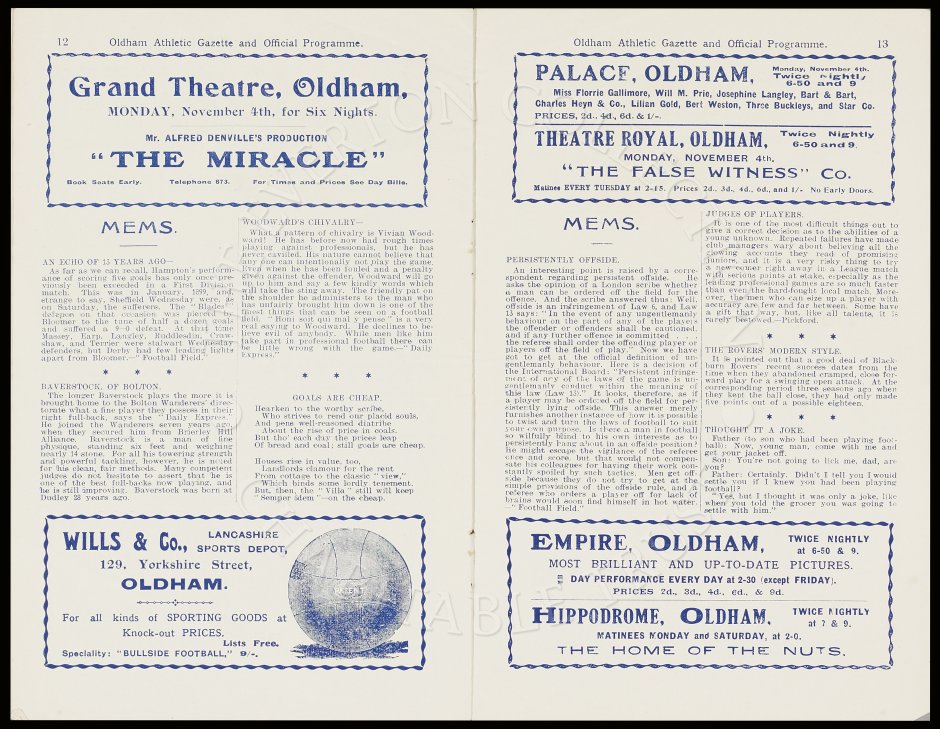 12 Oldham Athletic Gazette and Official Programme.
Grand Theatre, Oldham,
MONDAY, November 4th, for Six Nights.
Mr. ALFRED DENVILLE'S PRODUCTION
"THE MIRACLE"
Book Seats Early. Telephone 673. For Times and Prices See Day Bills.
MEMS.
AN ECHO OF 13 YEARS AGO—
As far as we can recall, Hampton's perform-
ance of scoring five goals has only once pre-
viously been exceeded in a First Division
match. This was in January, 1899, and,
strange to say, Sheffield Wednesday were, as
on Saturday, the sufferers. The Blades'
defence on that occasion was pierced by
Bloomer to the tune of half a dozen goals
and suffered a 9—0 defeat. At that time
Massey, Earp, Langley, Ruddlesdin, Craw-
shaw, and Terrier were stalwart Wednesday
defenders, but Derby had few leading lights
apart from Bloomer.—"Football Field."
* * *
BAVERSTOCK, OF BOLTON.
The longer Baverstock plays the more it is
brought home to the Bolton Wanderers' direc-
torate what a fine player they possess in their
right full-back, says the "Daily Express."
He joined the Wanderers seven years ago,
when they secured him from Brierley Hill
Alliance. Baverstock is a man of fine
physique, standing six feet and weighing
nearly 14 stone. For all his towering strength
and powerful tackling, however, he is noted
for his clean, fair methods. Many competent
judges do not hesitate to assert that he is
one of the best full-backs now playing, and
he is still improving. Baverstock was born at
Dudley 28 years ago.
WOODWARD'S CHIVALRY—
What a pattern of chivalry is Vivian Wood-
ward! He has before now had rough times
playing against professionals, but he has
never cavilled. His nature cannot believe that
any one can intentionally not play the game.
Even when he has been fouled and a penalty
given to the offender, Woodward will go
up to him and say a few kindly words which
will take the sting away. The friendly pat on
the shoulder he administers to the man who
has unfairly brought him down is one of the
finest things that can be seen on a football
field. "Honi soit qui mal y pense" is a very
real saying to Woodward. He declines to be-
lieve evil of anybody. While men like him
take part in professional football there can
be little wrong with the game.—"Daily
Express."
* * *
GOALS ARE CHEAP.
Hearken to the worthy scribe,
Who strives to rend our placid souls,
And pens well-reasoned diatribe
About the rise of price in coals.
But tho' each day the prices leap
Of bread and coal; still goals are cheap.
Houses rise in value, too,
Landlords clamour for the rent
From cottage to the classic "view,"
Which binds some lordly tenement.
But, then, the "Villa" still will keep
"Semper idem"—on the cheap.
WILLS & Co., LANCASHIRE
SPORTS DEPOT,
129, Yorkshire Street,
OLDHAM.
For all kinds of SPORTING GOODS at
Knock-out PRICES.
Lists Free.
Speciality: "BULLSIDE FOOTBALL," 9/-.
PATENT
Oldham Athletic Gazette and Official Programme. 13
PALACE, OLDHAM, Monday, November 4th.
Twice Nightly
6-50 and 9
Miss Florrie Gallimore, Will M. Prie, Josephine Langley, Bart & Bart,
Charles Heyn & Co., Lilian Gold, Bert Weston, Three Buckleys, and Star Co.
PRICES, 2d., 4d., 6d. & 1/-.
THEATRE ROYAL, OLDHAM, Twice Nightly
6-50 and 9.
MONDAY, NOVEMBER 4th,
"THE FALSE WITNESS" Co.
Matinee EVERY TUESDAY at 2-15. Prices 2d., 3d., 4d., 6d., and 1/- No Early Doors.
MEMS.
PERSISTENTLY OFFSIDE.
An interesting point is raised by a corre-
spondent regarding persistent offside. He
asks the opinion of a London scribe whether
a man can be ordered off the field for the
offence. And the scribe answered thus: Well,
offside is an infringement of Law 6, and Law
13 says: "In the event of any ungentlemanly
behaviour on the part of any of the players
the offender or offenders shall be cautioned,
and if any further offence is committed . . . .
the referee shall order the offending player or
players off the field of play." Now we have
got to get at the official definition of un-
gentlemanly behaviour. Here is a decision of
the International Board: "Persistent infringe-
ment of any of the laws of the game is un-
gentlemanly conduct within the meaning of
this law (Law 13)." It looks, therefore, as if
a player may be ordered off the field for per-
sistently lying offside. This answer merely
furnishes another instance of how it is possible
to twist and turn the laws of football to suit
your own purpose. Is there a man in football
so wilfully blind to his own interests as to
persistently hang about in an offside position?
He might escape the vigilance of the referee
once and score, but that would not compen-
sate his colleagues for having their work con-
stantly spoiled by such tactics. Men get off-
side because they do not try to get at the
simple provisions of the offside rule, and a
referee who orders a player off for lack of
brains would soon find himself in hot water.
—"Football Field."
JUDGES OF PLAYERS.
It is one of the most difficult things out to
give a correct decision as to the abilities of a
young unknown. Repeated failures have made
club managers wary about believing all the
glowing accounts they read of promising
juniors, and it is a very risky thing to try
a new-comer right away in a League match
with serious points at stake, especially as the
leading professional games are so much faster
than even the hard-fought local match. More-
over, the men who can size up a player with
accuracy are few and far between. Some have
a gift that way, but, like all talents, it is
rarely bestowed.—Pickford.
* * *
THE ROVERS' MODERN STYLE.
It is pointed out that a good deal of Black-
burn Rovers' recent success dates from the
time when they abandoned cramped, close for-
ward play for a swinging open attack. At the
corresponding period three seasons ago when
they kept the ball close, they had only made
five points out of a possible eighteen.
* * *
THOUGHT IT A JOKE.
Father (to son who had been playing foot-
ball): Now, young man, come with me and
get your jacket off.
Son: You're not going to lick me, dad, are
you?
Father: Certain. Didn't I tell you I would
settle you if I knew you had been playing
football?
"Yes, but I thought it was only a joke, like
when you told the grocer you was going to
settle with him."
EMPIRE, OLDHAM, TWICE NIGHTLY
at 6-50 & 9.
MOST BRILLIANT AND UP-TO-DATE PICTURES.
DAY PERFORMANCE EVERY DAY at 2-30 (except FRIDAY).
PRICES 2d., 3d., 4d., 6d., & 9d.
HIPPODROME, OLDHAM, TWICE NIGHTLY
at 7 & 9.
MATINEES MONDAY and SATURDAY, at 2-0.
THE HOME OF THE NUTS.